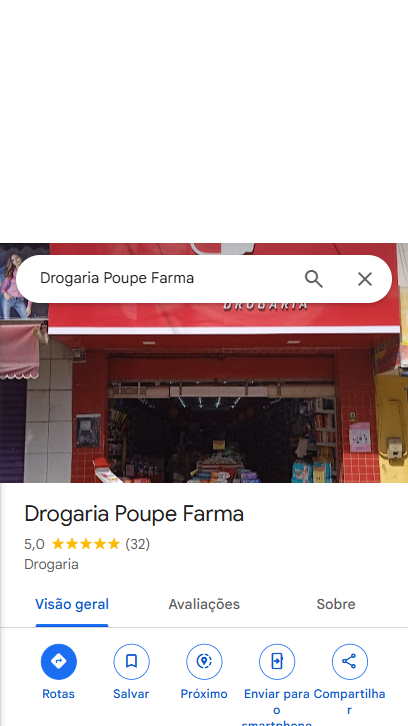 Drogaria Poupe Farma
DROGARIA
Drogaria Poupe Farma
5,0 (32)
Drogaria
Visão geral Avaliações Sobre
Rotas Salvar Próximo Enviar para Compartilha
o r
smartphone